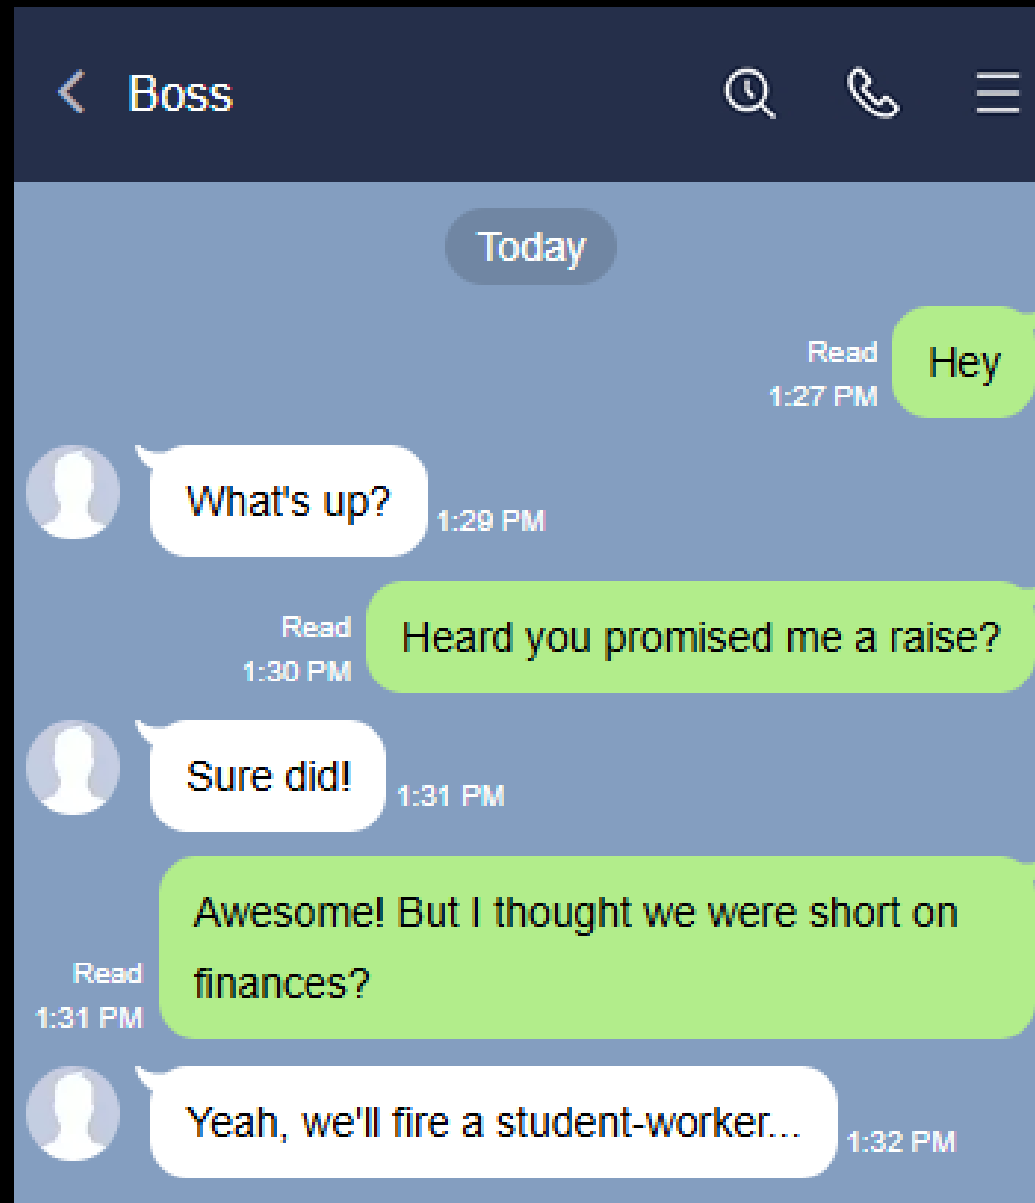 Boss
Today
Hey
Read
1:27 PM
What's up?
1:29 PM
Heard you promised me a raise?
Read
1:30 PM
Sure did!
1:31 PM
Awesome! But I thought we were short on
finances?
Read
1:31 PM
Yeah, we'll fire a student-worker...
1:32 PM